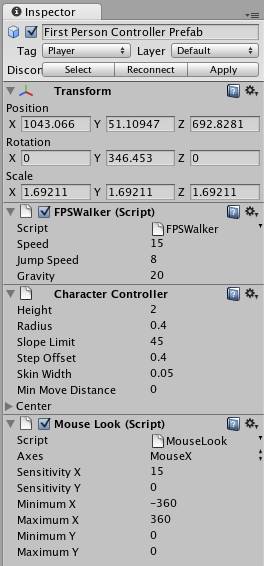 Inspector
First Person Controller Prefab
Tag Player Layer Default
Discon Select Reconnect Apply
Transform
Position
X 1043.066 Y 51.10947 Z 692.8281
Rotation
X 0 Y 346.453 Z 0
Scale
X 1.69211 Y 1.69211 Z 1.69211
FPSWalker (Script)
Script FPSWalker
Speed 15
Jump Speed 8
Gravity 20
Character Controller
Height 2
Radius 0.4
Slope Limit 45
Step Offset 0.4
Skin Width 0.05
Min Move Distance 0
Center
Mouse Look (Script)
Script MouseLook
Axes MouseX
Sensitivity X 15
Sensitivity Y 0
Minimum X -360
Maximum X 360
Minimum Y 0
Maximum Y 0